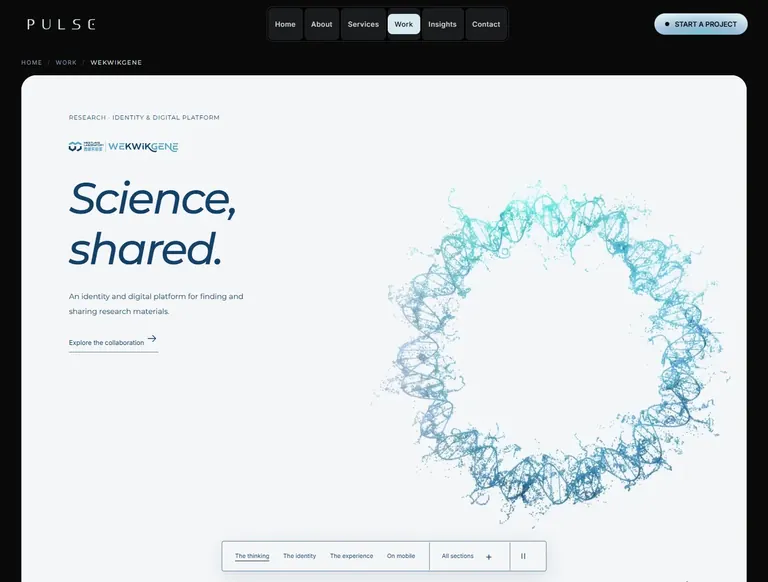 PULSE
Home
About
Services
Work
Insights
Contact
START A PROJECT
HOME / WORK / WEKWIKGENE
RESEARCH · IDENTITY & DIGITAL PLATFORM
WEKWIKGENE
Science,
shared.
An identity and digital platform for finding and
sharing research materials.
Explore the collaboration
The thinking
The identity
The experience
On mobile
All sections